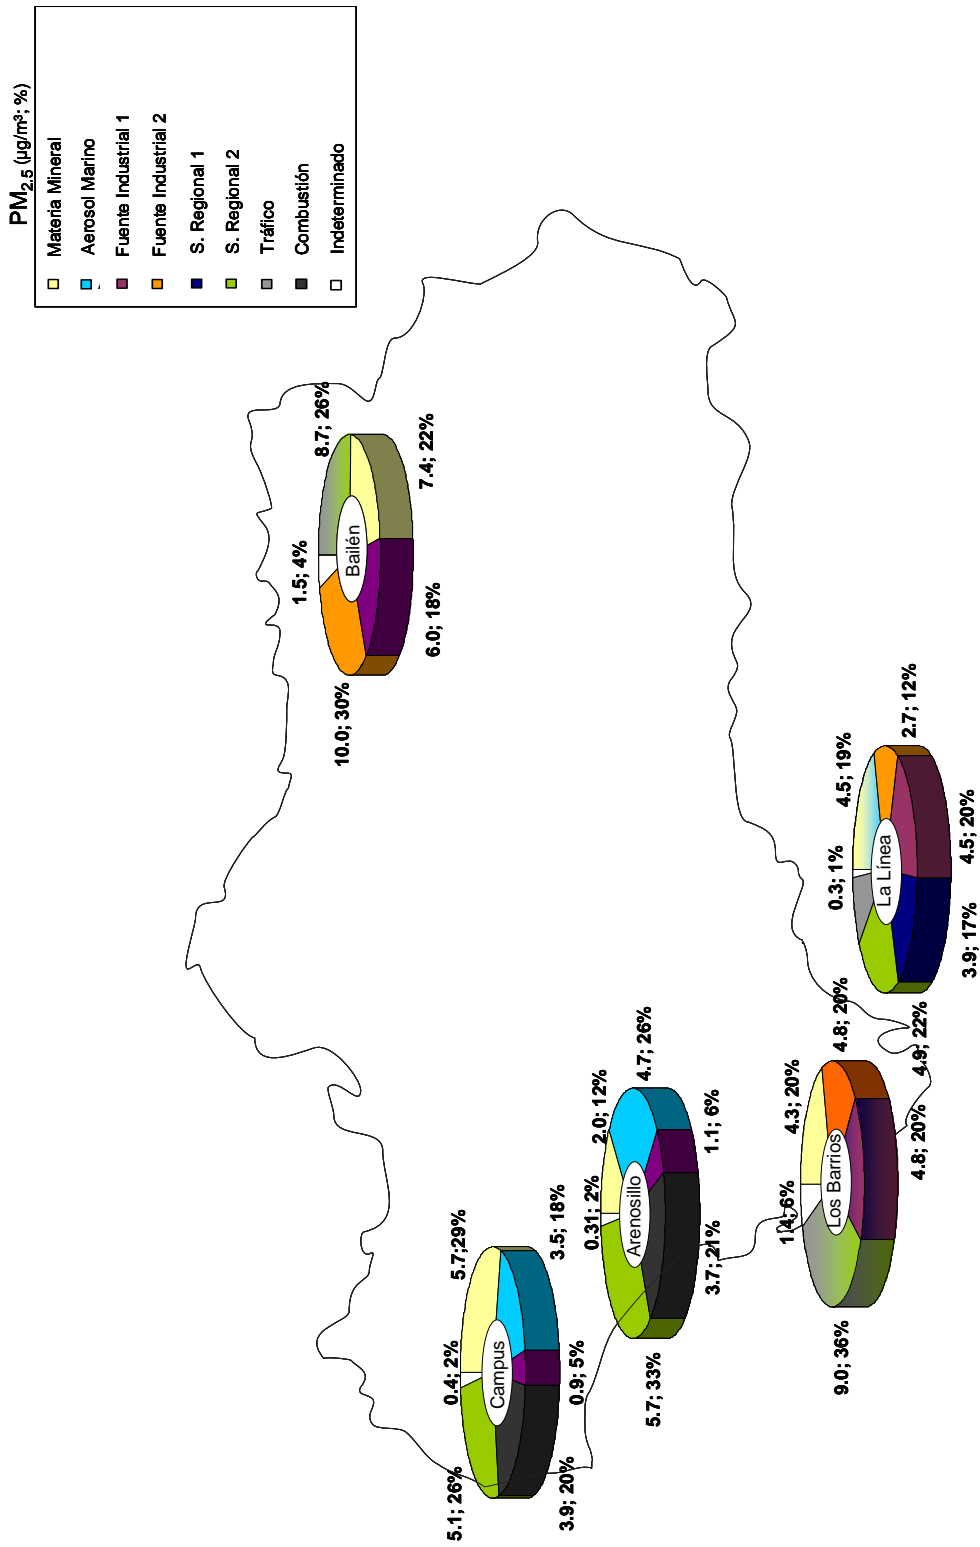 PM2.5 (µg/m³; %)
Materia Mineral
Aerosol Marino
Fuente Industrial 1
Fuente Industrial 2
S. Regional 1
S. Regional 2
Tráfico
Combustión
Indeterminado
1.5; 4%
8.7; 26%
7.4; 22%
6.0; 18%
10.0; 30%
Bailén
0.4; 2%
5.7;29%
3.5; 18%
0.9; 5%
3.9; 20%
5.1; 26%
Campus
0.31; 2%
2.0; 12%
4.7; 26%
1.1; 6%
3.7; 21%
5.7; 33%
Arenosillo
1.4; 6%
4.3; 20%
4.8; 20%
4.8; 20%
9.0; 36%
Los Barrios
0.3; 1%
4.5; 19%
2.7; 12%
4.5; 20%
3.9; 17%
4.9; 22%
La Línea